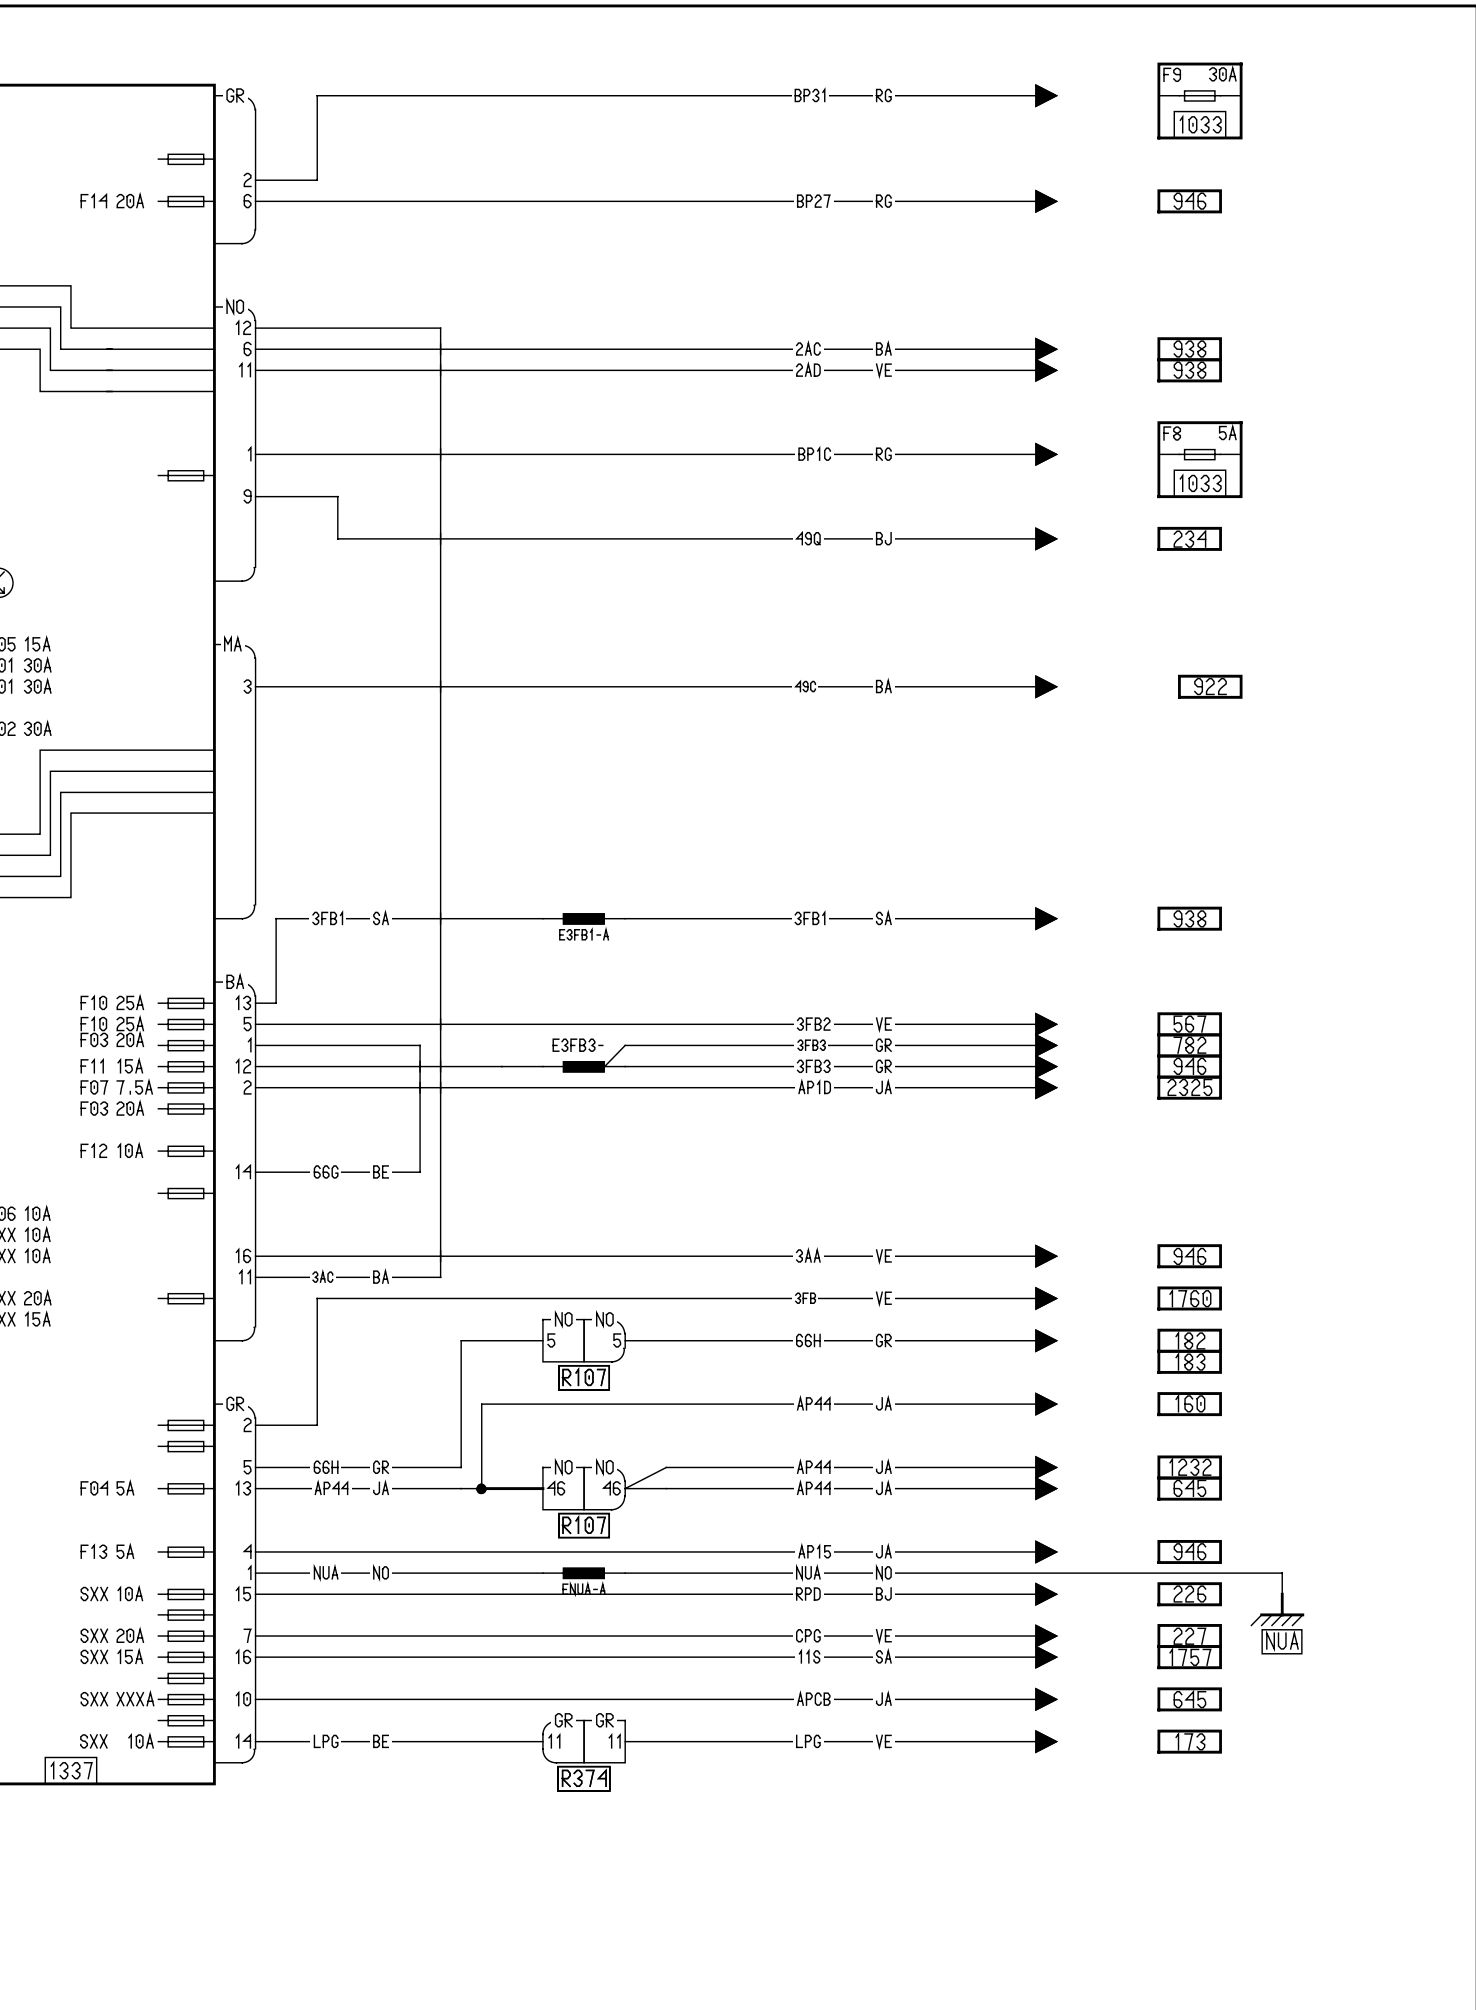 F9 30A
GR BP31 RG
1033
2
F14 20A 6 BP27 RG 946
NO
12
6 2AC BA 938
11 2AD VE 938
F8 5A
1 BP1C RG
1033
9
49Q BJ 234
05 15A MA
01 30A
01 30A 3 49C BA 922
02 30A
3FB1 SA 3FB1 SA 938
E3FB1-A
BA
F10 25A 13
F10 25A 5 3FB2 VE 567
F03 20A 1 E3FB3- 3FB3 GR 782
F11 15A 12 3FB3 GR 946
F07 7.5A 2 AP1D JA 2325
F03 20A
F12 10A
14 66G BE
06 10A
XX 10A
XX 10A 16 3AA VE 946
11 3AC BA
XX 20A 3FB VE 1760
XX 15A NO NO
5 5 66H GR 182
183
R107
GR AP44 JA 160
2
5 66H GR NO NO AP44 JA 1232
F04 5A 13 AP44 JA 46 46 AP44 JA 645
R107
F13 5A 4 AP15 JA 946
1 NUA NO NUA NO
ENUA-A
SXX 10A 15 RPD BJ 226
SXX 20A 7 CPG VE 227
NUA
SXX 15A 16 11S SA 1757
SXX XXXA 10 APCB JA 645
GR GR
SXX 10A 14 LPG BE 11 11 LPG VE 173
1337 R374